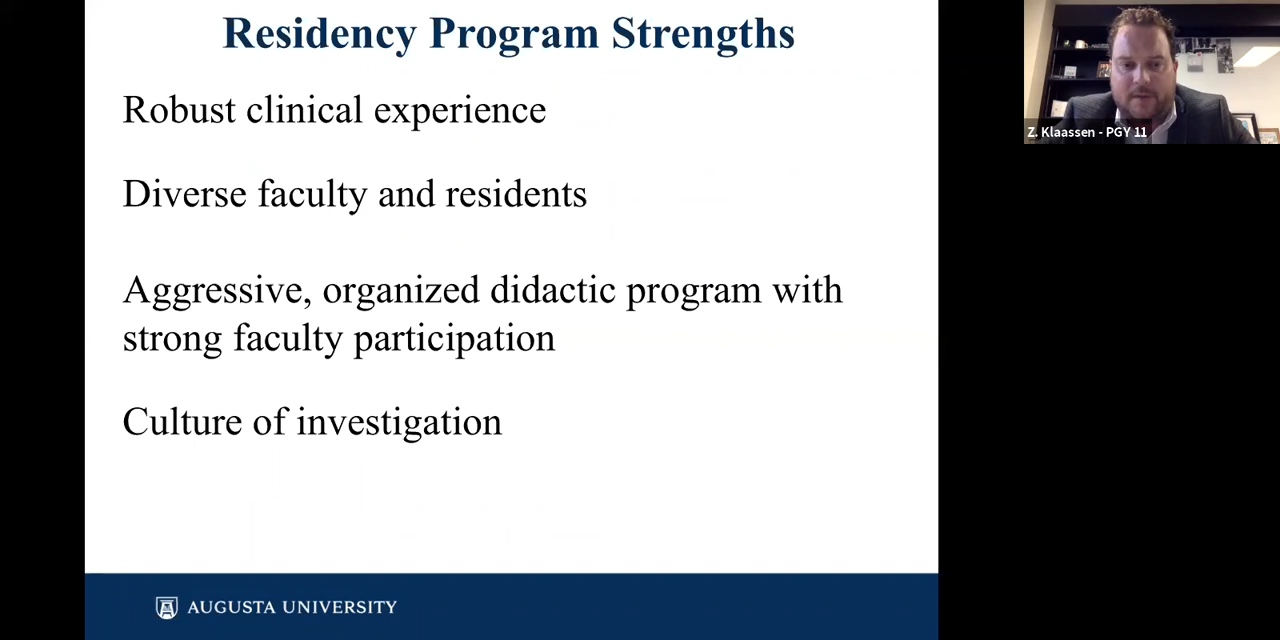 Residency Program Strengths
Robust clinical experience
Diverse faculty and residents
Aggressive, organized didactic program with
strong faculty participation
Culture of investigation
AUGUSTA UNIVERSITY
Z. Klaassen - PGY 11